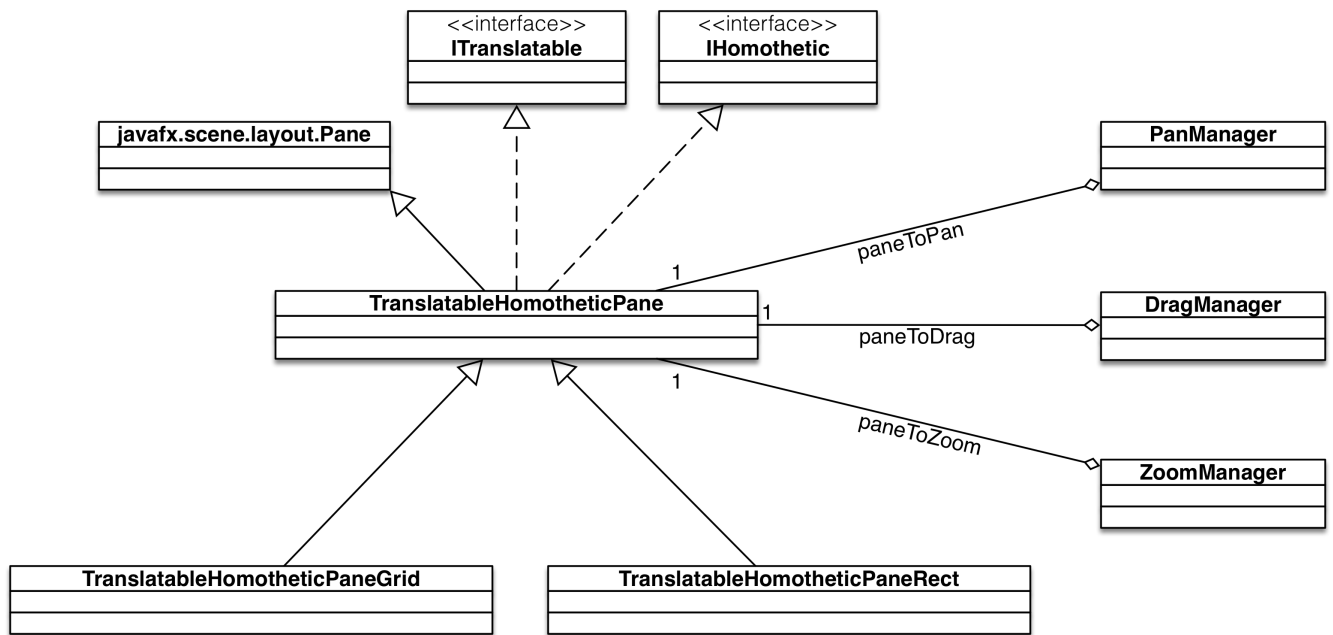 <<interface>>
ITranslatable
<<interface>>
IHomothetic
javafx.scene.layout.Pane
PanManager
paneToPan
1
TranslatableHomotheticPane
1
paneToDrag
DragManager
1
paneToZoom
ZoomManager
TranslatableHomotheticPaneGrid
TranslatableHomotheticPaneRect